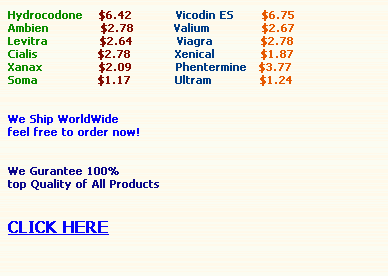 Hydrocodone $6.42 Vicodin ES $6.75
Ambien $2.78 Valium $2.67
Levitra $2.64 Viagra $2.78
Cialis $2.78 Xenical $1.87
Xanax $2.09 Phentermine $3.77
Soma $1.17 Ultram $1.24
We Ship WorldWide
feel free to order now!
We Gurantee 100%
top Quality of All Products
CLICK HERE